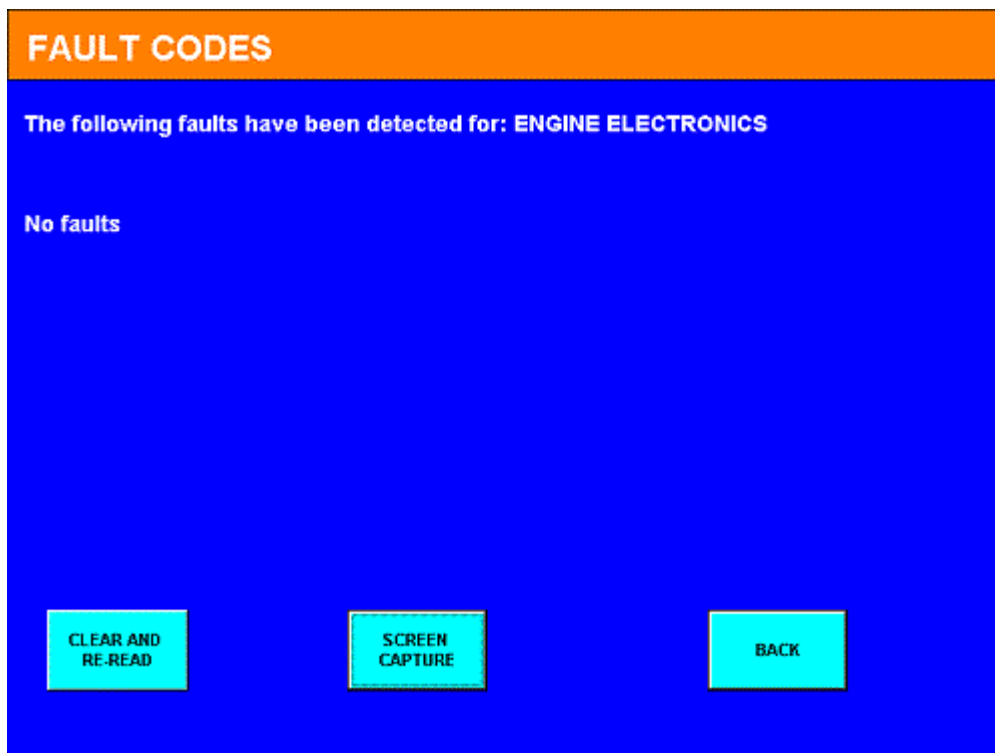 FAULT CODES
The following faults have been detected for: ENGINE ELECTRONICS
No faults
CLEAR AND
RE-READ
SCREEN
CAPTURE
BACK